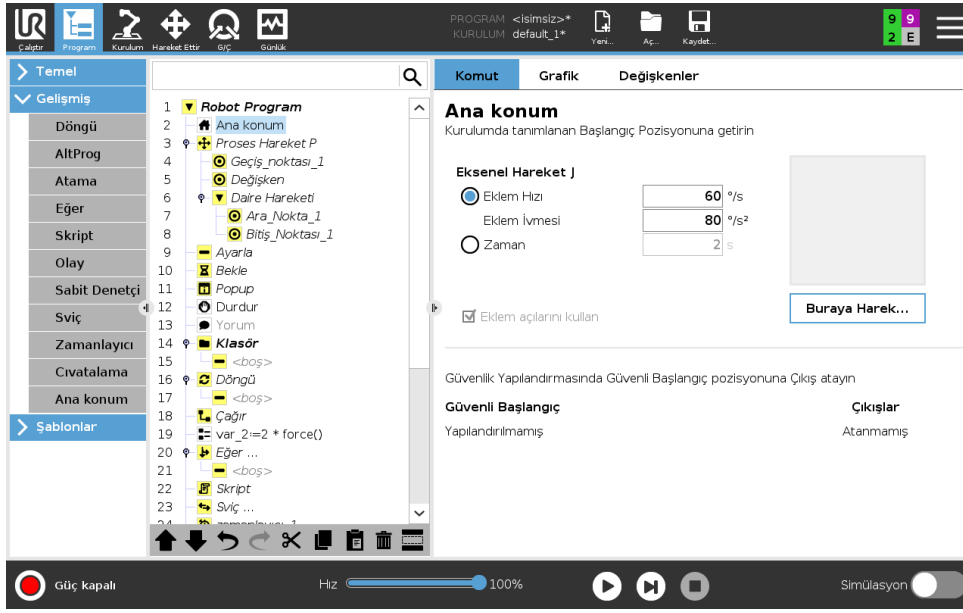 PROGRAM <isimsiz>*
KURULUM default_1*
Çalıştır
Program
Kurulum
Hareket Ettir
G/Ç
Günlük
Yeni...
Aç...
Kaydet...
9 9
2 E
Temel
Gelişmiş
Döngü
AltProg
Atama
Eğer
Skript
Olay
Sabit Denetçi
Sviç
Zamanlayıcı
Cıvatalama
Ana konum
Şablonlar
1 Robot Program
2 Ana konum
3 Proses Hareket P
4 Geçiş_noktası_1
5 Değişken
6 Daire Hareketi
7 Ara_Nokta_1
8 Bitiş_Noktası_1
9 Ayarla
10 Bekle
11 Popup
12 Durdur
13 Yorum
14 Klasör
15 <boş>
16 Döngü
17 <boş>
18 Çağır
19 var_2:=2 * force()
20 Eğer ...
21 <boş>
22 Skript
23 Sviç ...
24 zamanlayıcı_1
Komut Grafik Değişkenler
Ana konum
Kurulumda tanımlanan Başlangıç Pozisyonuna getirin
Eksenel Hareket J
Eklem Hızı 60 °/s
Eklem İvmesi 80 °/s²
Zaman 2 s
Eklem açılarını kullan
Buraya Harek...
Güvenlik Yapılandırmasında Güvenli Başlangıç pozisyonuna Çıkış atayın
Güvenli Başlangıç Çıkışlar
Yapılandırılmamış Atanmamış
Güç kapalı
Hız 100%
Simülasyon